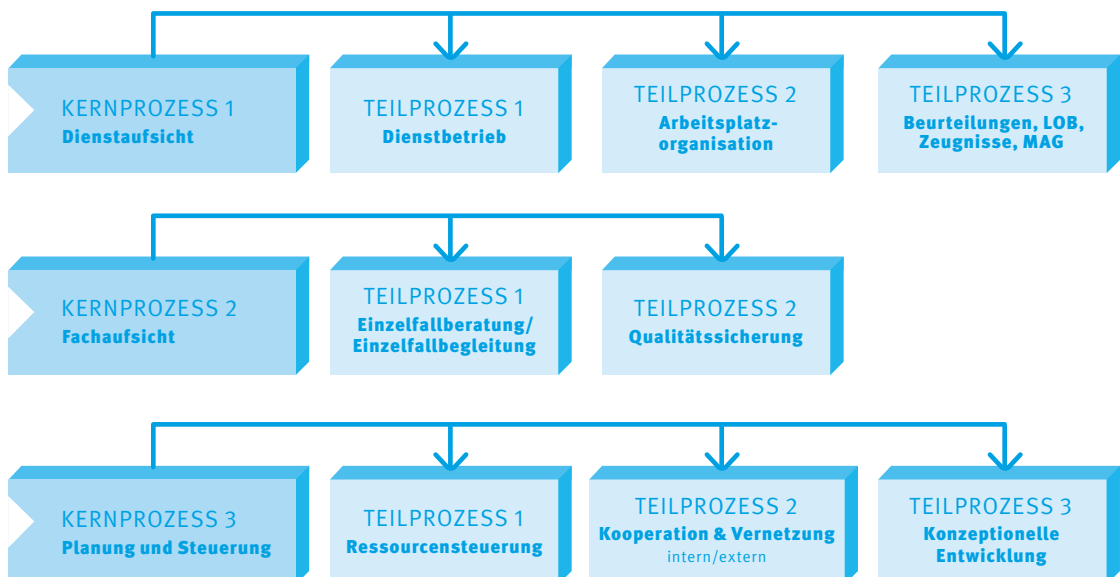 KERNPROZESS 1
Dienstaufsicht
TEILPROZESS 1
Dienstbetrieb
TEILPROZESS 2
Arbeitsplatz-
organisation
TEILPROZESS 3
Beurteilungen, LOB,
Zeugnisse, MAG
KERNPROZESS 2
Fachaufsicht
TEILPROZESS 1
Einzelfallberatung/
Einzelfallbegleitung
TEILPROZESS 2
Qualitätssicherung
KERNPROZESS 3
Planung und Steuerung
TEILPROZESS 1
Ressourcensteuerung
TEILPROZESS 2
Kooperation & Vernetzung
intern/extern
TEILPROZESS 3
Konzeptionelle
Entwicklung